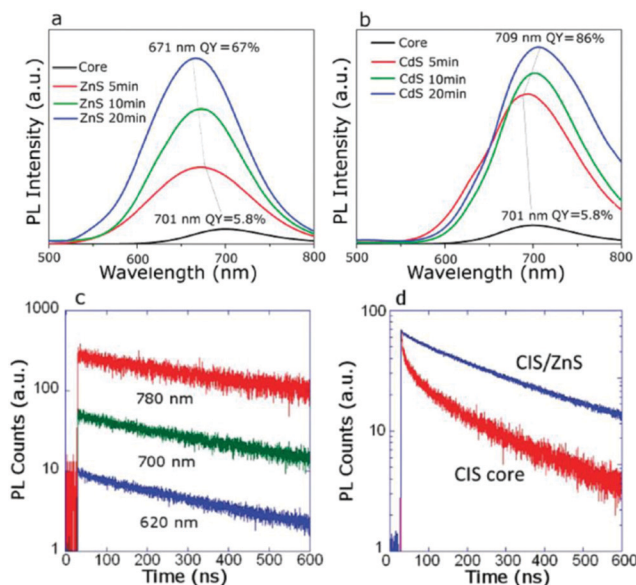 a
671 nm QY=67%
Core
ZnS 5min
ZnS 10min
ZnS 20min
701 nm QY=5.8%
PL Intensity (a.u.)
500 600 700 800
Wavelength (nm)
b
709 nm QY=86%
Core
CdS 5min
CdS 10min
CdS 20min
701 nm QY=5.8%
PL Intensity (a.u.)
500 600 700 800
Wavelength (nm)
c
1000
100
10
1
PL Counts (a.u.)
780 nm
700 nm
620 nm
0 100 200 300 400 500 600
Time (ns)
d
100
10
1
PL Counts (a.u.)
CIS/ZnS
CIS core
0 100 200 300 400 500 600
Time (ns)